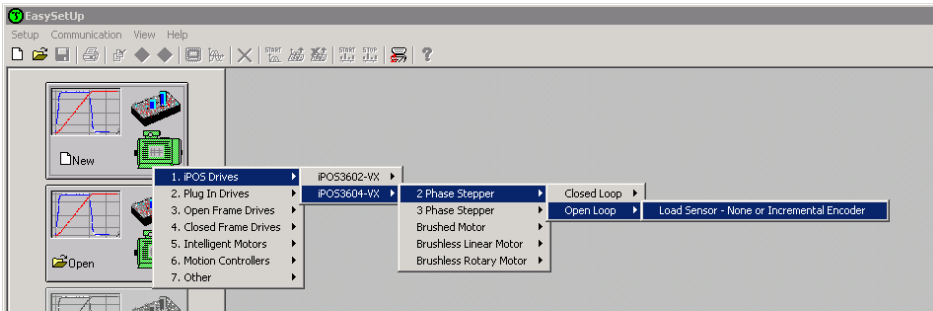 EasySetUp
Setup Communication View Help
START START STOP
New
1. iPOS Drives
2. Plug In Drives
3. Open Frame Drives
4. Closed Frame Drives
5. Intelligent Motors
6. Motion Controllers
7. Other
iPOS3602-VX
iPOS3604-VX
2 Phase Stepper
3 Phase Stepper
Brushed Motor
Brushless Linear Motor
Brushless Rotary Motor
Closed Loop
Open Loop
Load Sensor - None or Incremental Encoder
Open